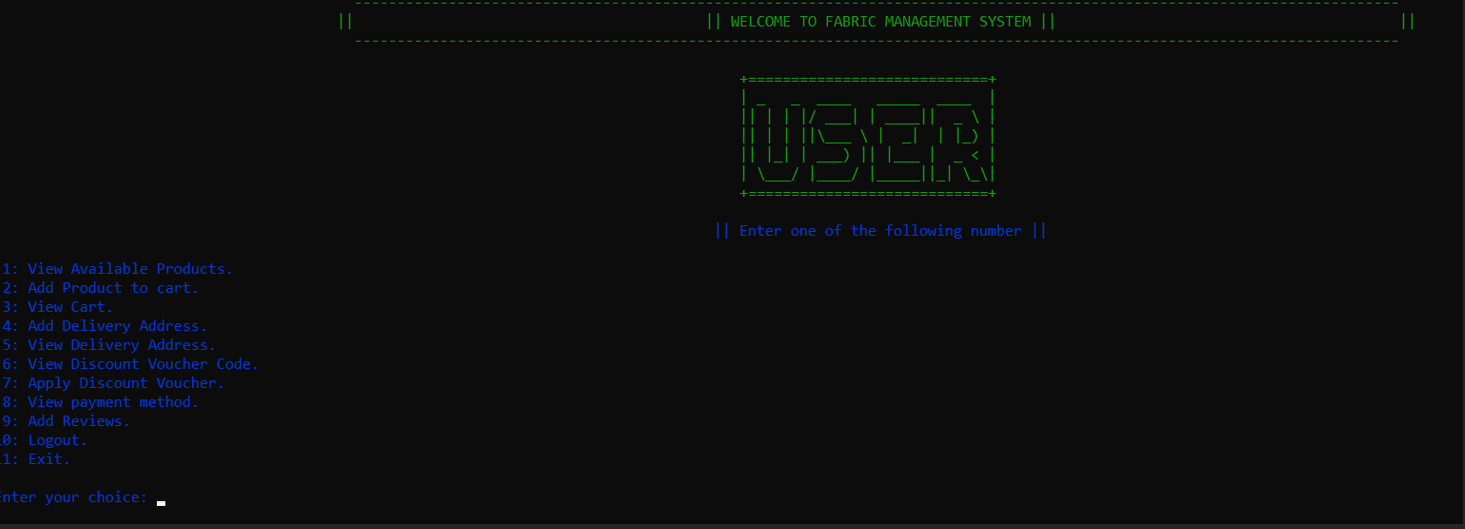 || || WELCOME TO FABRIC MANAGEMENT SYSTEM || ||
USER
|| Enter one of the following number ||
1: View Available Products.
2: Add Product to cart.
3: View Cart.
4: Add Delivery Address.
5: View Delivery Address.
6: View Discount Voucher Code.
7: Apply Discount Voucher.
8: View payment method.
9: Add Reviews.
10: Logout.
11: Exit.
Enter your choice: